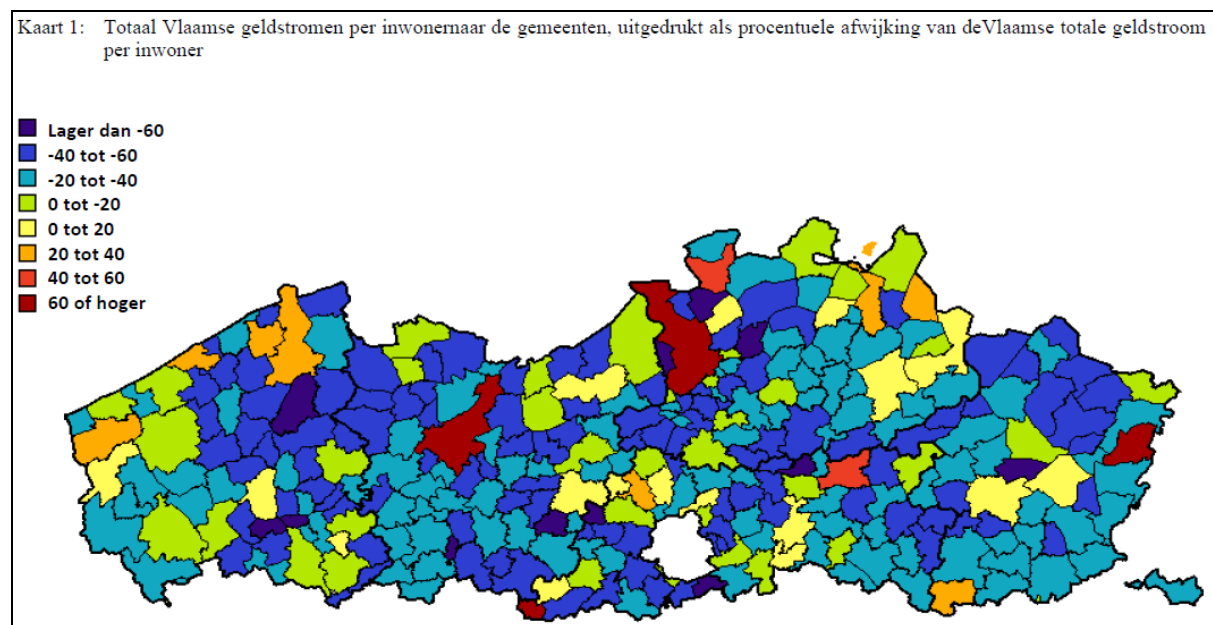 Kaart 1: Totaal Vlaamse geldstromen per inwonernaar de gemeenten, uitgedrukt als procentuele afwijking van deVlaamse totale geldstroom
per inwoner
Lager dan -60
-40 tot -60
-20 tot -40
0 tot -20
0 tot 20
20 tot 40
40 tot 60
60 of hoger